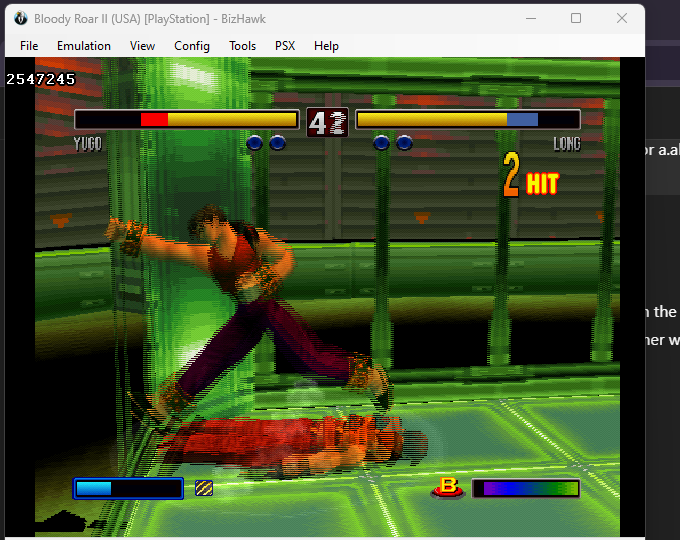 Bloody Roar II (USA) [PlayStation] - BizHawk
File Emulation View Config Tools PSX Help
2547245
42
YUGO LONG
2 HIT
B
or a.al
n the
ner w